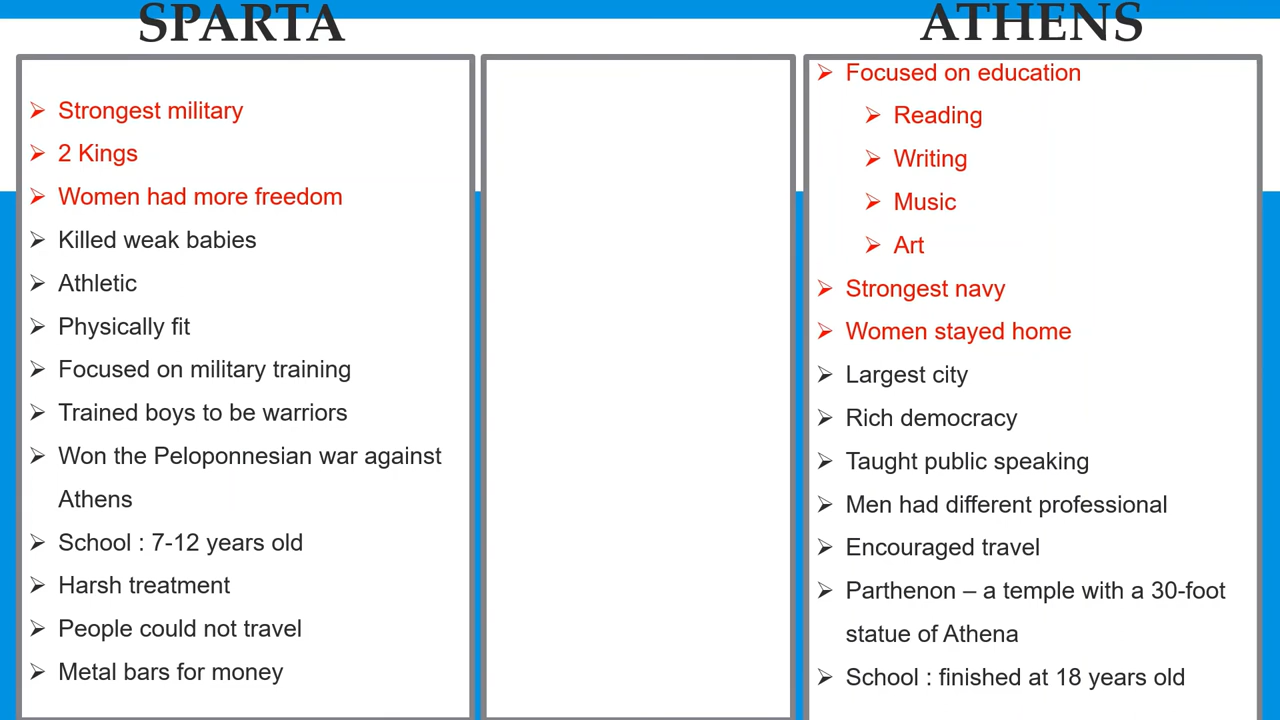 SPARTA
➢ Strongest military
➢ 2 Kings
➢ Women had more freedom
➢ Killed weak babies
➢ Athletic
➢ Physically fit
➢ Focused on military training
➢ Trained boys to be warriors
➢ Won the Peloponnesian war against
Athens
➢ School : 7-12 years old
➢ Harsh treatment
➢ People could not travel
➢ Metal bars for money
ATHENS
➢ Focused on education
➢ Reading
➢ Writing
➢ Music
➢ Art
➢ Strongest navy
➢ Women stayed home
➢ Largest city
➢ Rich democracy
➢ Taught public speaking
➢ Men had different professional
➢ Encouraged travel
➢ Parthenon – a temple with a 30-foot
statue of Athena
➢ School : finished at 18 years old